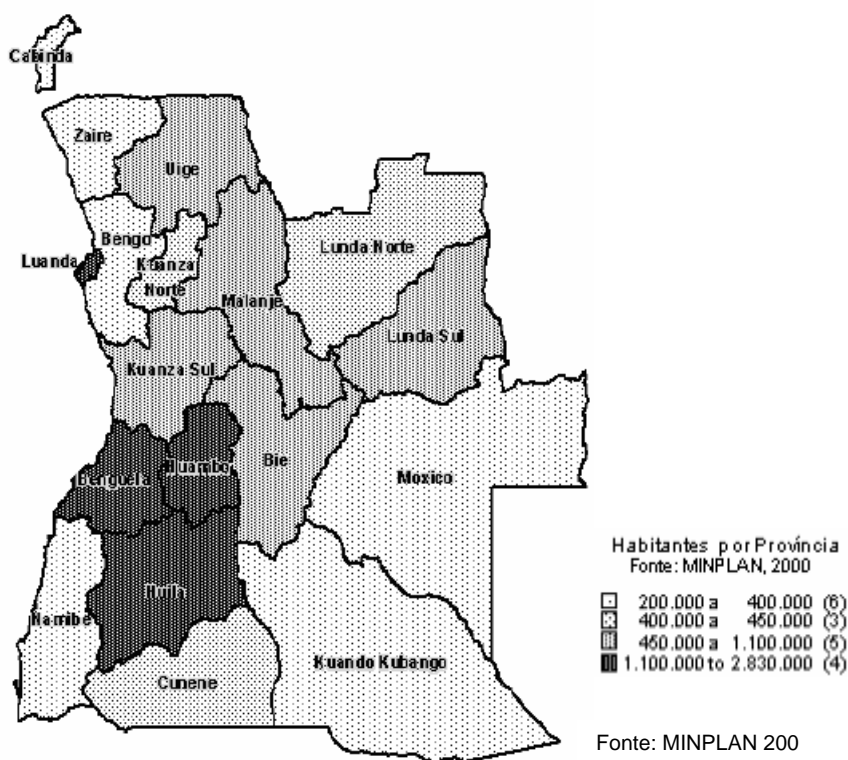 Cabinda
Zaire
Uige
Bengo
Luanda
Kuanza
Norte
Lunda Norte
Malanje
Lunda Sul
Kuanza Sul
Huambo
Bie
Benguela
Moxico
Huila
Namibe
Kuando Kubango
Cunene
Habitantes por Província
Fonte: MINPLAN, 2000
200.000 a 400.000 (6)
400.000 a 450.000 (3)
450.000 a 1.100.000 (5)
1.100.000 to 2.830.000 (4)
Fonte: MINPLAN 200